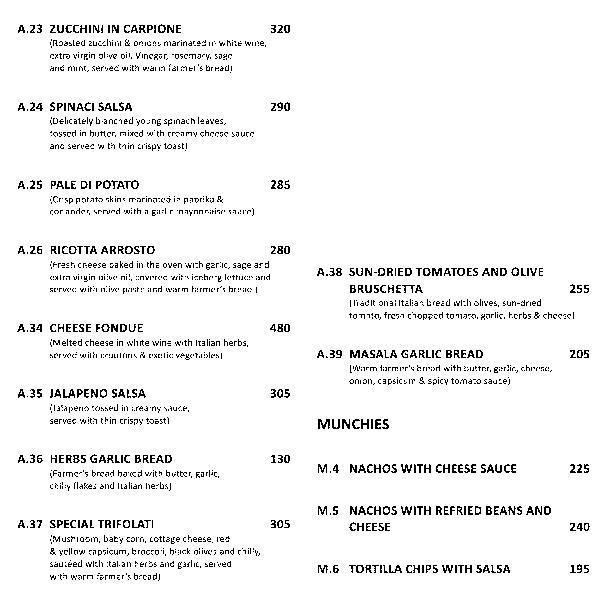 A.23 ZUCCHINI IN CARPIONE 320
(Roasted zucchini & onions marinated in white wine,
extra virgin olive oil, Vinegar, rosemary, sage
and mint, served with warm farmer's bread)
A.24 SPINACI SALSA 290
(Delicately blanched young spinach leaves,
tossed in butter, mixed with creamy cheese sauce
and served with thin crispy toast)
A.25 PALE DI POTATO 285
(Crisp potato skins marinated in paprika &
coriander, served with a garlic mayonnaise sauce)
A.26 RICOTTA ARROSTO 280
(Fresh cheese baked in the oven with garlic, sage and
extra virgin olive oil, covered with iceberg lettuce and
served with olive paste and warm farmer's bread)
A.34 CHEESE FONDUE 480
(Melted cheese in white wine with Italian herbs,
served with croutons & exotic vegetables)
A.35 JALAPENO SALSA 305
(Jalapeno tossed in creamy sauce,
served with thin crispy toast)
A.36 HERBS GARLIC BREAD 130
(Farmer's bread baked with butter, garlic,
chilly flakes and Italian herbs)
A.37 SPECIAL TRIFOLATI 305
(Mushroom, baby corn, cottage cheese, red
& yellow capsicum, broccoli, black olives and chilly,
sautéed with Italian herbs and garlic, served
with warm farmer's bread)
A.38 SUN-DRIED TOMATOES AND OLIVE
BRUSCHETTA 255
(Traditional Italian bread with olives, sun-dried
tomato, fresh chopped tomato, garlic, herbs & cheese)
A.39 MASALA GARLIC BREAD 205
(Warm farmer's bread with butter, garlic, cheese,
onion, capsicum & spicy tomato sauce)
MUNCHIES
M.4 NACHOS WITH CHEESE SAUCE 225
M.5 NACHOS WITH REFRIED BEANS AND
CHEESE 240
M.6 TORTILLA CHIPS WITH SALSA 195